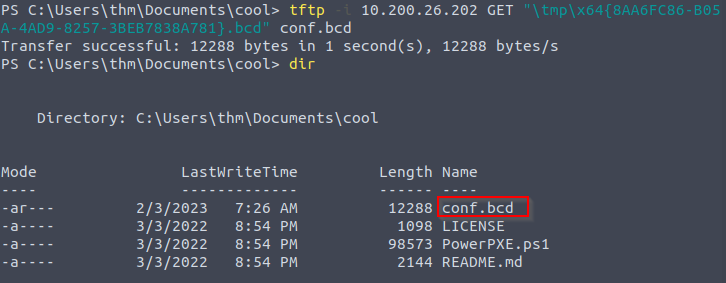 PS C:\Users\thm\Documents\cool> tftp -i 10.200.26.202 GET "\tmp\x64{8AA6FC86-B05
A-4AD9-8257-3BEB7838A781}.bcd" conf.bcd
Transfer successful: 12288 bytes in 1 second(s), 12288 bytes/s
PS C:\Users\thm\Documents\cool> dir
Directory: C:\Users\thm\Documents\cool
Mode LastWriteTime Length Name
---- ------------- ------ ----
-ar--- 2/3/2023 7:26 AM 12288 conf.bcd
-a---- 3/3/2022 8:54 PM 1098 LICENSE
-a---- 3/3/2022 8:54 PM 98573 PowerPXE.ps1
-a---- 3/3/2022 8:54 PM 2144 README.md